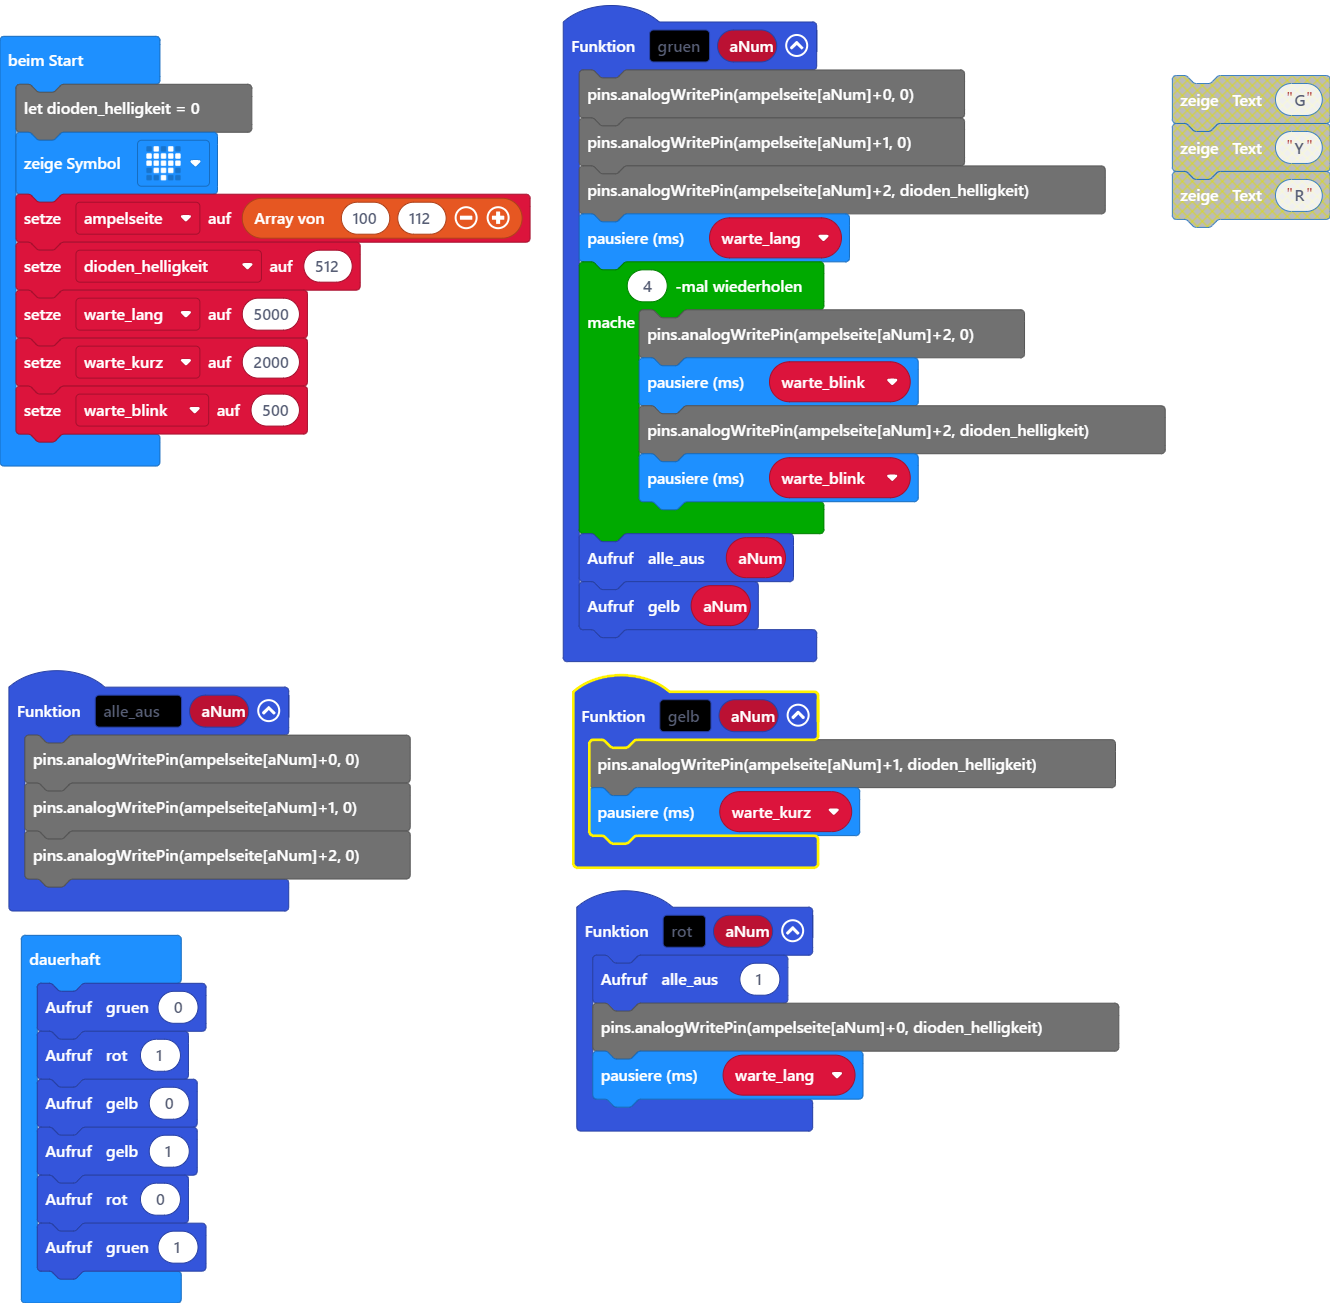 beim Start
let dioden_helligkeit = 0
zeige Symbol
setze ampelseite auf Array von 100 112
setze dioden_helligkeit auf 512
setze warte_lang auf 5000
setze warte_kurz auf 2000
setze warte_blink auf 500
Funktion gruen aNum
pins.analogWritePin(ampelseite[aNum]+0, 0)
pins.analogWritePin(ampelseite[aNum]+1, 0)
pins.analogWritePin(ampelseite[aNum]+2, dioden_helligkeit)
pausiere (ms) warte_lang
4 -mal wiederholen
mache
pins.analogWritePin(ampelseite[aNum]+2, 0)
pausiere (ms) warte_blink
pins.analogWritePin(ampelseite[aNum]+2, dioden_helligkeit)
pausiere (ms) warte_blink
Aufruf alle_aus aNum
Aufruf gelb aNum
zeige Text "G"
zeige Text "Y"
zeige Text "R"
Funktion alle_aus aNum
pins.analogWritePin(ampelseite[aNum]+0, 0)
pins.analogWritePin(ampelseite[aNum]+1, 0)
pins.analogWritePin(ampelseite[aNum]+2, 0)
Funktion gelb aNum
pins.analogWritePin(ampelseite[aNum]+1, dioden_helligkeit)
pausiere (ms) warte_kurz
dauerhaft
Aufruf gruen 0
Aufruf rot 1
Aufruf gelb 0
Aufruf gelb 1
Aufruf rot 0
Aufruf gruen 1
Funktion rot aNum
Aufruf alle_aus 1
pins.analogWritePin(ampelseite[aNum]+0, dioden_helligkeit)
pausiere (ms) warte_lang